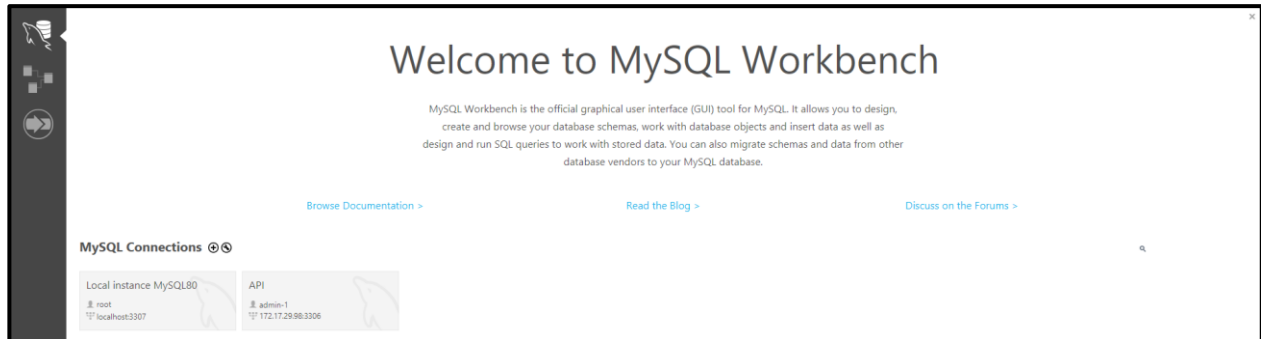 Welcome to MySQL Workbench
MySQL Workbench is the official graphical user interface (GUI) tool for MySQL. It allows you to design,
create and browse your database schemas, work with database objects and insert data as well as
design and run SQL queries to work with stored data. You can also migrate schemas and data from other
database vendors to your MySQL database.
Browse Documentation >
Read the Blog >
Discuss on the Forums >
MySQL Connections
Local instance MySQL80
root
localhost:3307
API
admin-1
172.17.29.98:3306